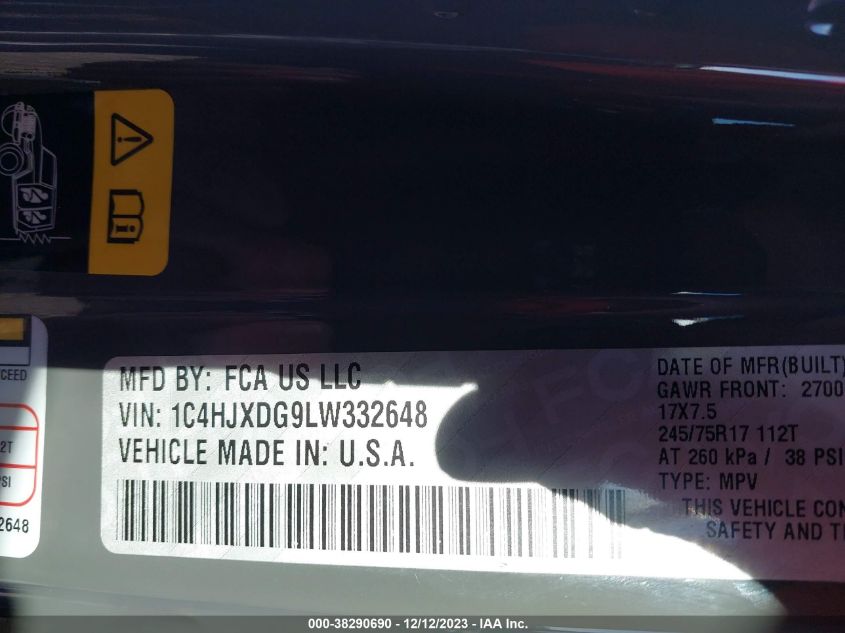 CEED
2T
SI
2648
MFD BY: FCA US LLC
VIN: 1C4HJXDG9LW332648
VEHICLE MADE IN: U.S.A.
DATE OF MFR(BUILT)
GAWR FRONT: 2700
17X7.5
245/75R17 112T
AT 260 kPa / 38 PSI
TYPE: MPV
THIS VEHICLE CON
SAFETY AND T
000-38290690 - 12/12/2023 - IAA Inc.